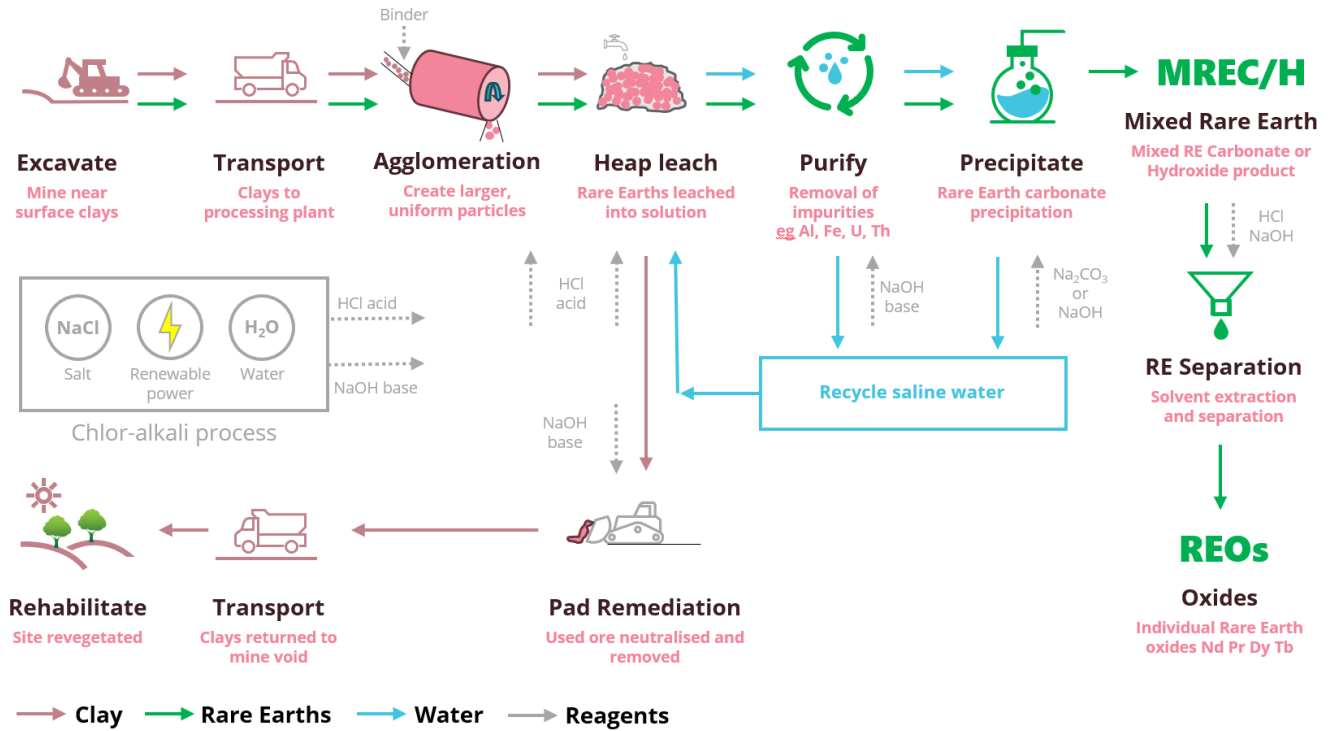 Binder
MREC/H
Excavate
Mine near
surface clays
Transport
Clays to
processing plant
Agglomeration
Create larger,
uniform particles
Heap leach
Rare Earths leached
into solution
Purify
Removal of
impurities
eg Al, Fe, U, Th
Precipitate
Rare Earth carbonate
precipitation
Mixed Rare Earth
Mixed RE Carbonate or
Hydroxide product
HCl
NaOH
NaCl
Salt
Renewable
power
H₂O
Water
Chlor-alkali process
HCl acid
NaOH base
HCl
acid
NaOH
base
NaOH
base
Na₂CO₃
or
NaOH
Recycle saline water
RE Separation
Solvent extraction
and separation
REOs
Oxides
Individual Rare Earth
oxides Nd Pr Dy Tb
Rehabilitate
Site revegetated
Transport
Clays returned to
mine void
Pad Remediation
Used ore neutralised and
removed
Clay
Rare Earths
Water
Reagents